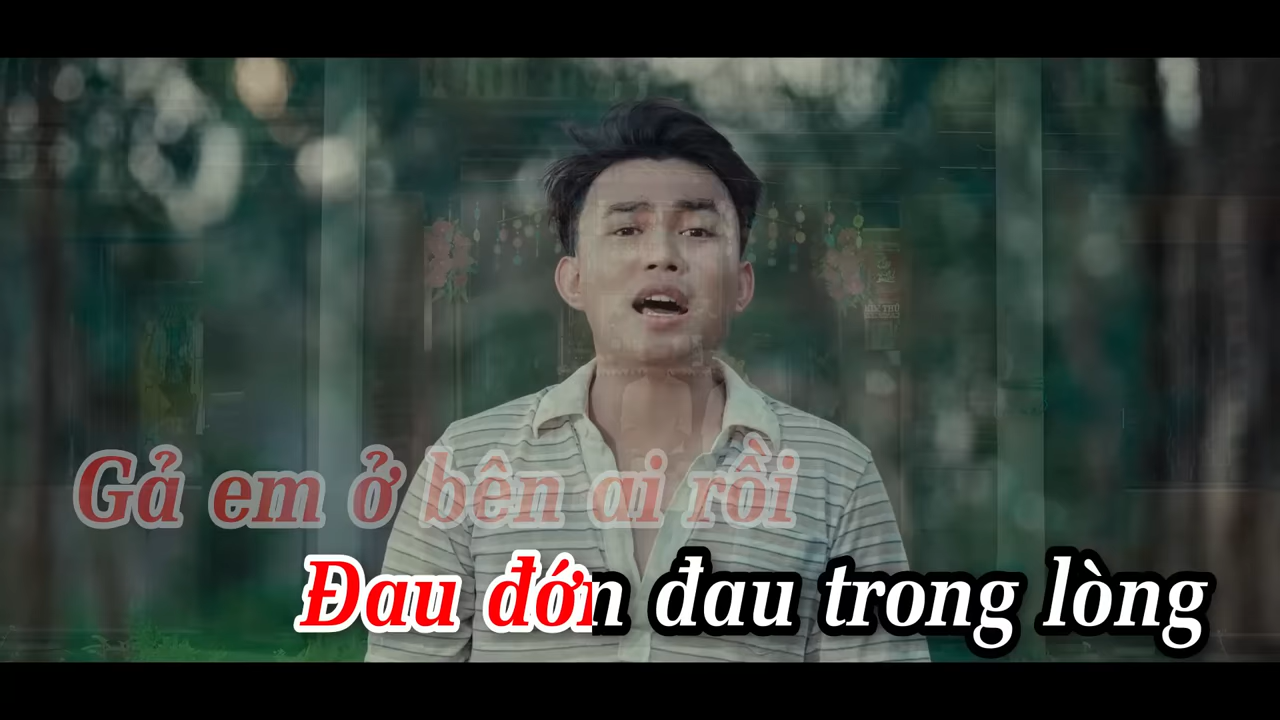 Gả em ở bên ai rồi
Đau đớn đau trong lòng